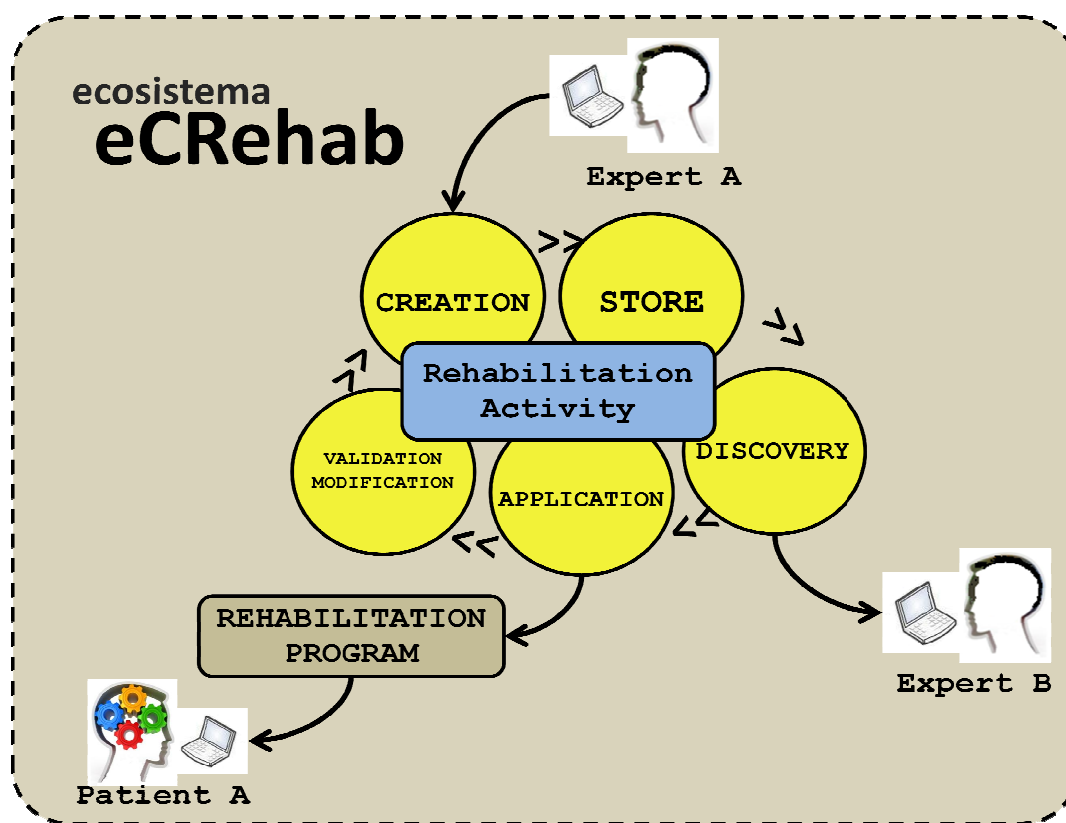 ecosistema
eCRehab
Expert A
>>
CREATION
STORE
>>
Rehabilitation
Activity
>>
VALIDATION
MODIFICATION
APPLICATION
DISCOVERY
<<
<<
REHABILITATION
PROGRAM
Expert B
Patient A